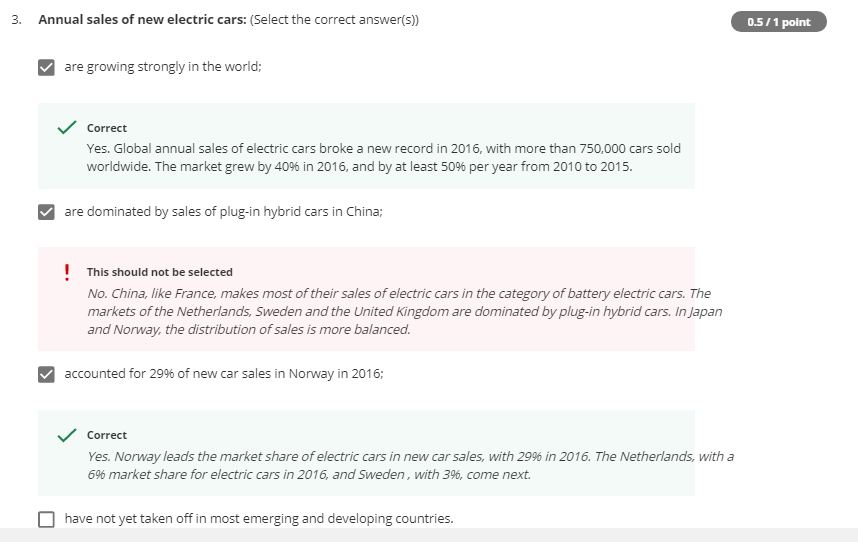 3. Annual sales of new electric cars: (Select the correct answer(s))
0.5 / 1 point
are growing strongly in the world;
Correct
Yes. Global annual sales of electric cars broke a new record in 2016, with more than 750,000 cars sold
worldwide. The market grew by 40% in 2016, and by at least 50% per year from 2010 to 2015.
are dominated by sales of plug-in hybrid cars in China;
This should not be selected
No. China, like France, makes most of their sales of electric cars in the category of battery electric cars. The
markets of the Netherlands, Sweden and the United Kingdom are dominated by plug-in hybrid cars. In Japan
and Norway, the distribution of sales is more balanced.
accounted for 29% of new car sales in Norway in 2016;
Correct
Yes. Norway leads the market share of electric cars in new car sales, with 29% in 2016. The Netherlands, with a
6% market share for electric cars in 2016, and Sweden , with 3%, come next.
have not yet taken off in most emerging and developing countries.